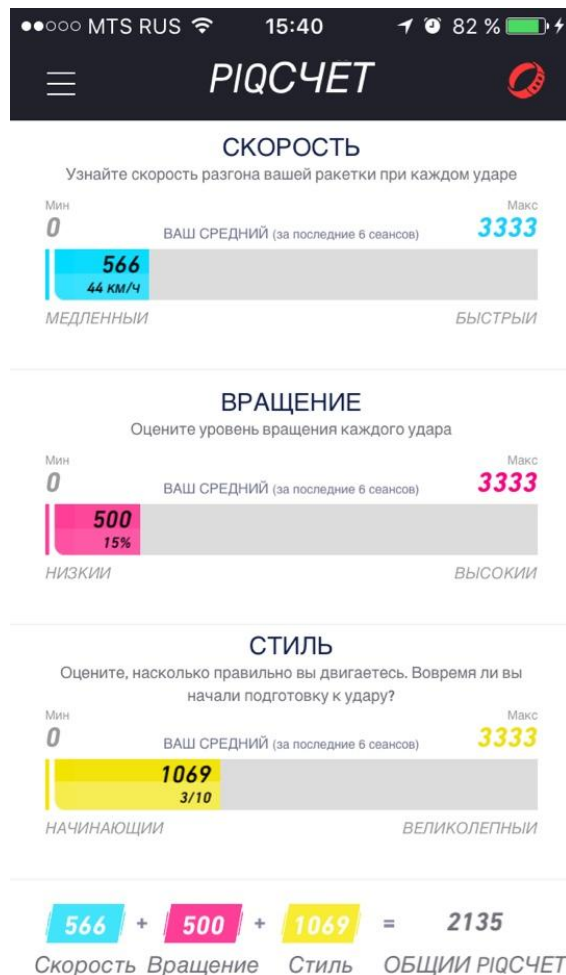 MTS RUS 15:40 82 %
PIQСЧЁТ
СКОРОСТЬ
Узнайте скорость разгона вашей ракетки при каждом ударе
Мин Макс
0 ВАШ СРЕДНИЙ (за последние 6 сеансов) 3333
566
44 КМ/Ч
МЕДЛЕННЫЙ БЫСТРЫЙ
ВРАЩЕНИЕ
Оцените уровень вращения каждого удара
Мин Макс
0 ВАШ СРЕДНИЙ (за последние 6 сеансов) 3333
500
15%
НИЗКИЙ ВЫСОКИЙ
СТИЛЬ
Оцените, насколько правильно вы двигаетесь. Вовремя ли вы
начали подготовку к удару?
Мин Макс
0 ВАШ СРЕДНИЙ (за последние 6 сеансов) 3333
1069
3/10
НАЧИНАЮЩИЙ ВЕЛИКОЛЕПНЫЙ
566 + 500 + 1069 = 2135
Скорость Вращение Стиль ОБЩИЙ PIQСЧЕТ